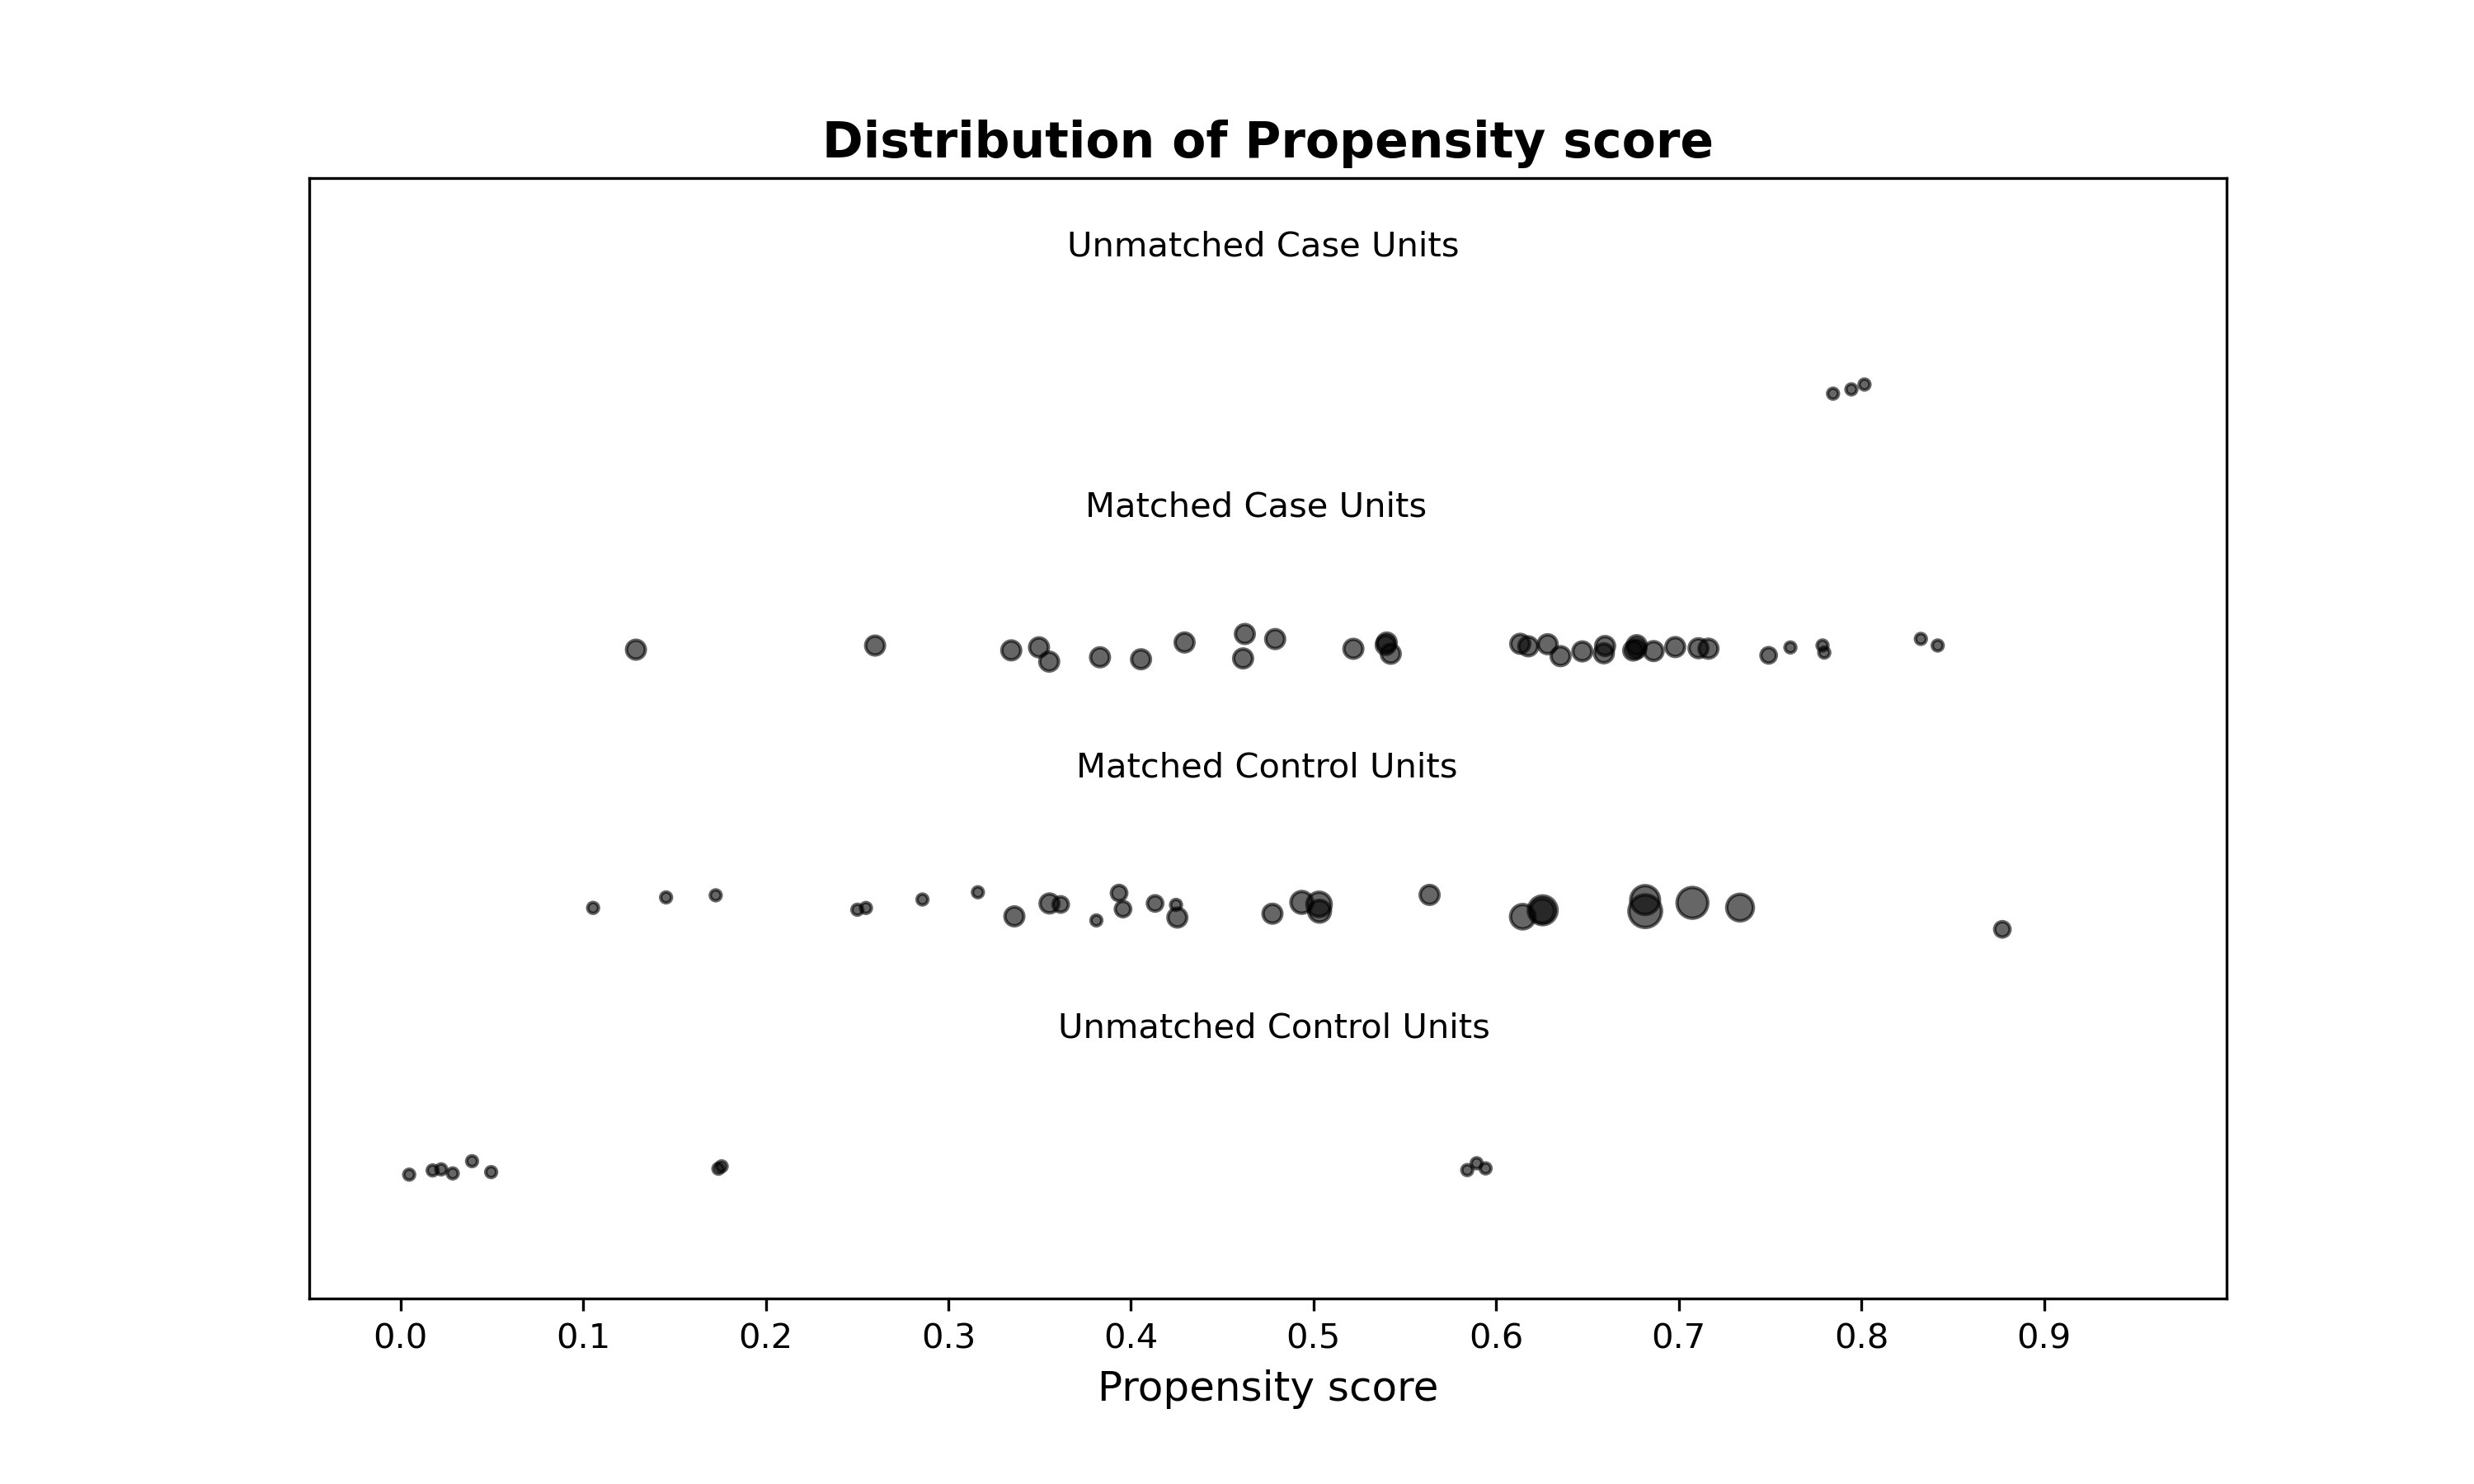 Distribution of Propensity score
Unmatched Case Units
Matched Case Units
Matched Control Units
Unmatched Control Units
0.0 0.1 0.2 0.3 0.4 0.5 0.6 0.7 0.8 0.9
Propensity score